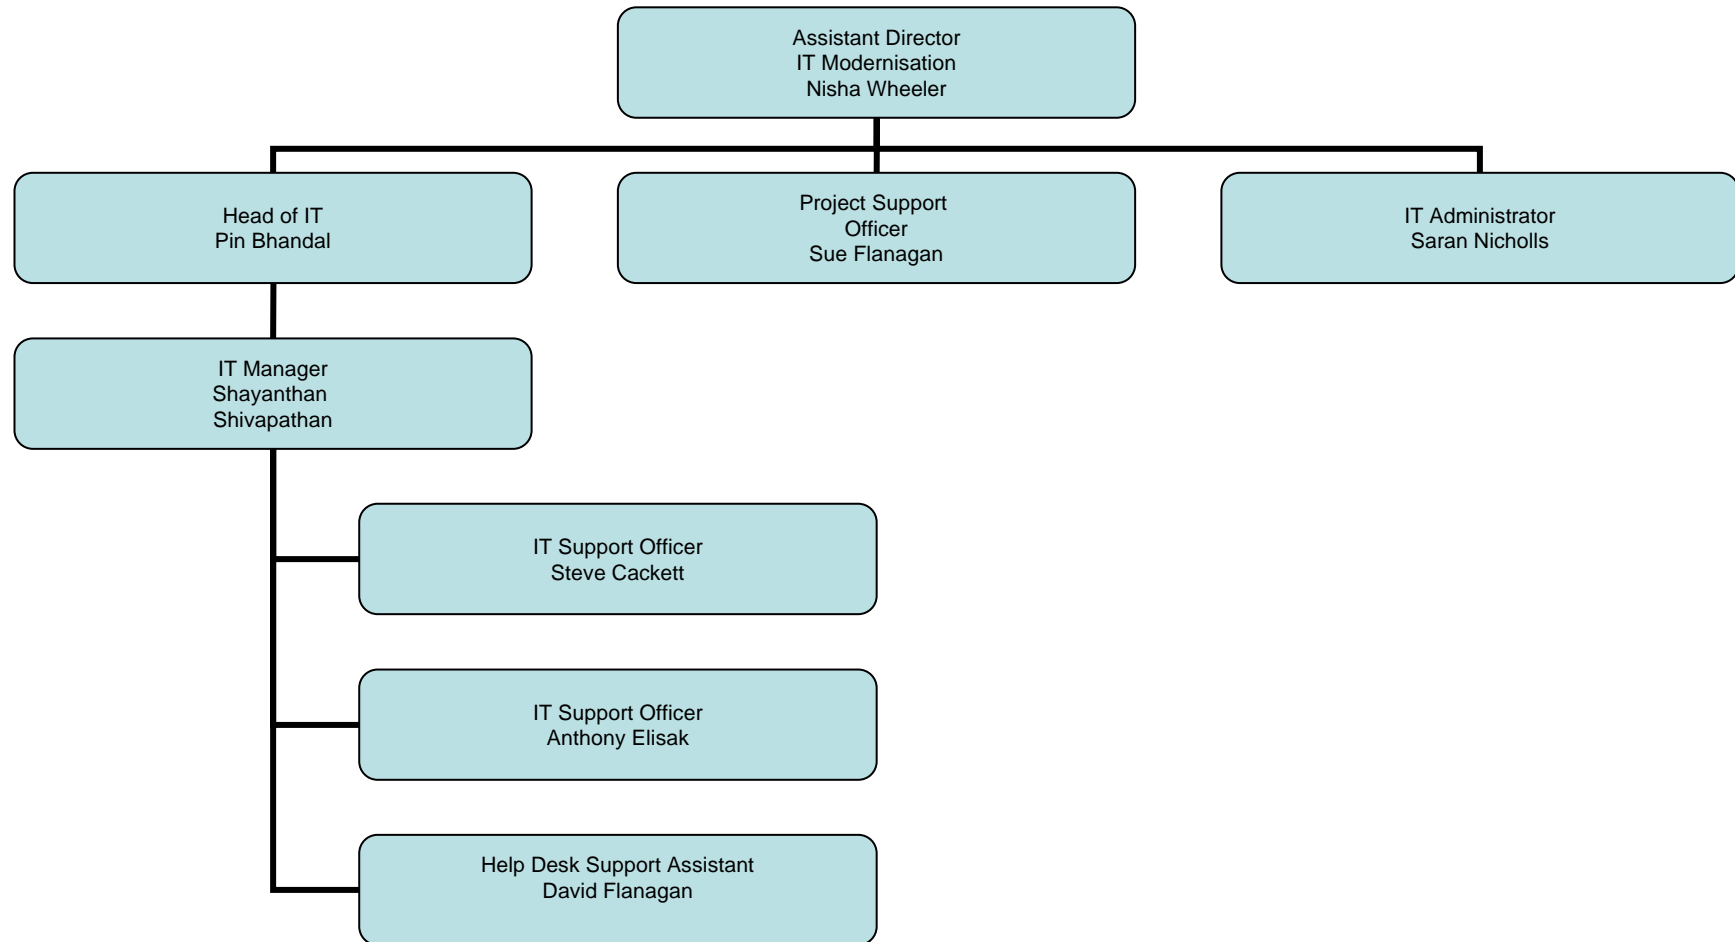 Assistant Director
IT Modernisation
Nisha Wheeler
Head of IT
Pin Bhandal
Project Support
Officer
Sue Flanagan
IT Administrator
Saran Nicholls
IT Manager
Shayanthan
Shivapathan
IT Support Officer
Steve Cackett
IT Support Officer
Anthony Elisak
Help Desk Support Assistant
David Flanagan